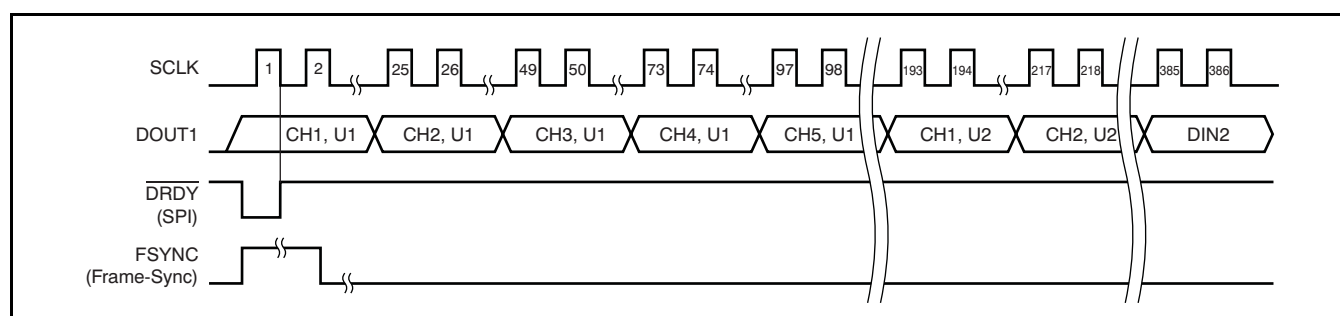 SCLK
1 2 25 26 49 50 73 74 97 98 193 194 217 218 385 386
DOUT1
CH1, U1 CH2, U1 CH3, U1 CH4, U1 CH5, U1 CH1, U2 CH2, U2 DIN2
DRDY
(SPI)
FSYNC
(Frame-Sync)